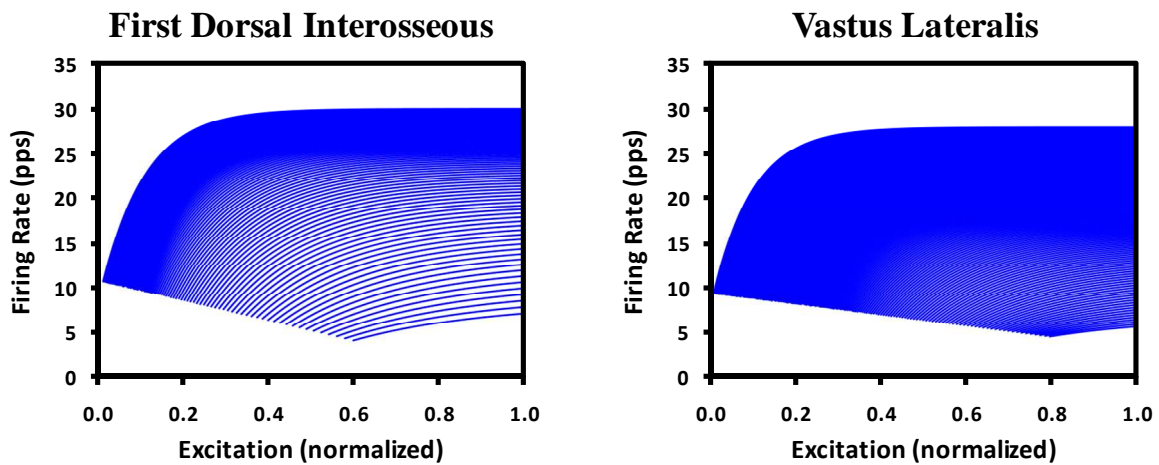 First Dorsal Interosseous
35
30
25
20
15
10
5
0
Firing Rate (pps)
0.0 0.2 0.4 0.6 0.8 1.0
Excitation (normalized)
Vastus Lateralis
35
30
25
20
15
10
5
0
Firing Rate (pps)
0.0 0.2 0.4 0.6 0.8 1.0
Excitation (normalized)